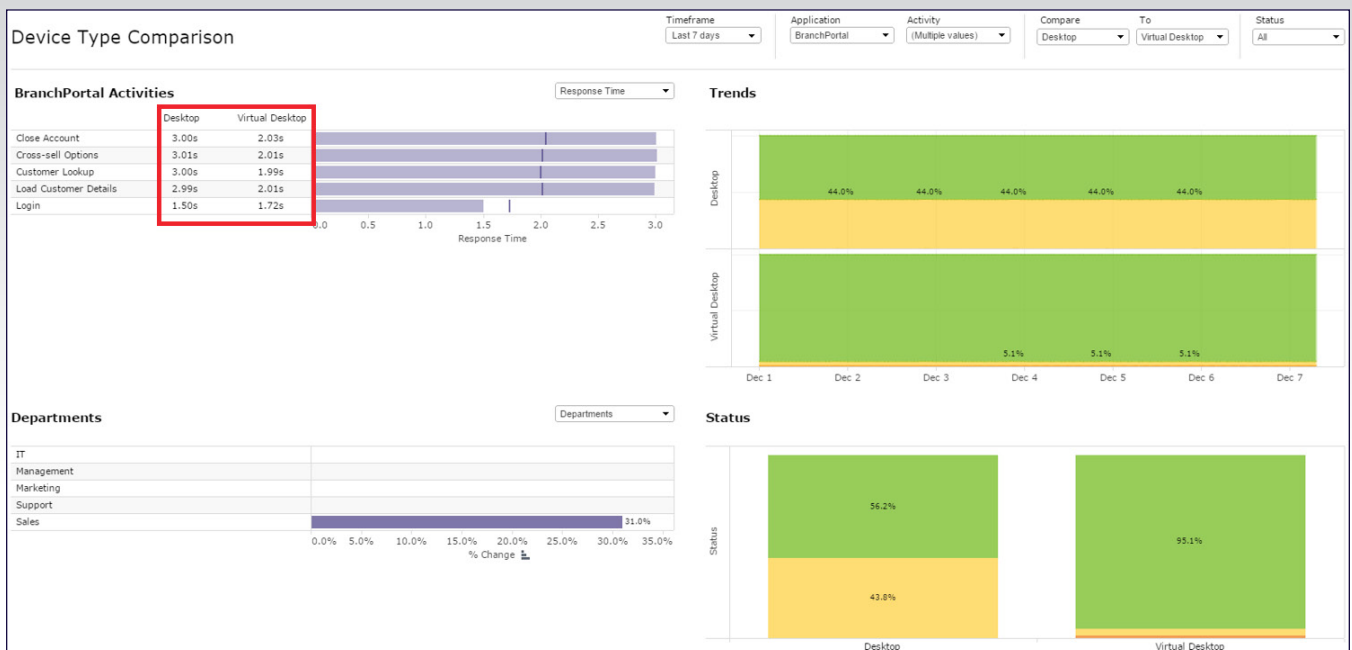 Timeframe Application Activity Compare To Status
Device Type Comparison
Last 7 days BranchPortal (Multiple values) Desktop Virtual Desktop All
BranchPortal Activities
Response Time
Desktop Virtual Desktop
Close Account 3.00s 2.03s
Cross-sell Options 3.01s 2.01s
Customer Lookup 3.00s 1.99s
Load Customer Details 2.99s 2.01s
Login 1.50s 1.72s
0.0 0.5 1.0 1.5 2.0 2.5 3.0
Response Time
Trends
Desktop
44.0% 44.0% 44.0% 44.0% 44.0%
Virtual Desktop
5.1% 5.1% 5.1%
Dec 1 Dec 2 Dec 3 Dec 4 Dec 5 Dec 6 Dec 7
Departments
Departments
IT
Management
Marketing
Support
Sales 31.0%
0.0% 5.0% 10.0% 15.0% 20.0% 25.0% 30.0% 35.0%
% Change
Status
Status
56.2%
43.8%
95.1%
Desktop Virtual Desktop